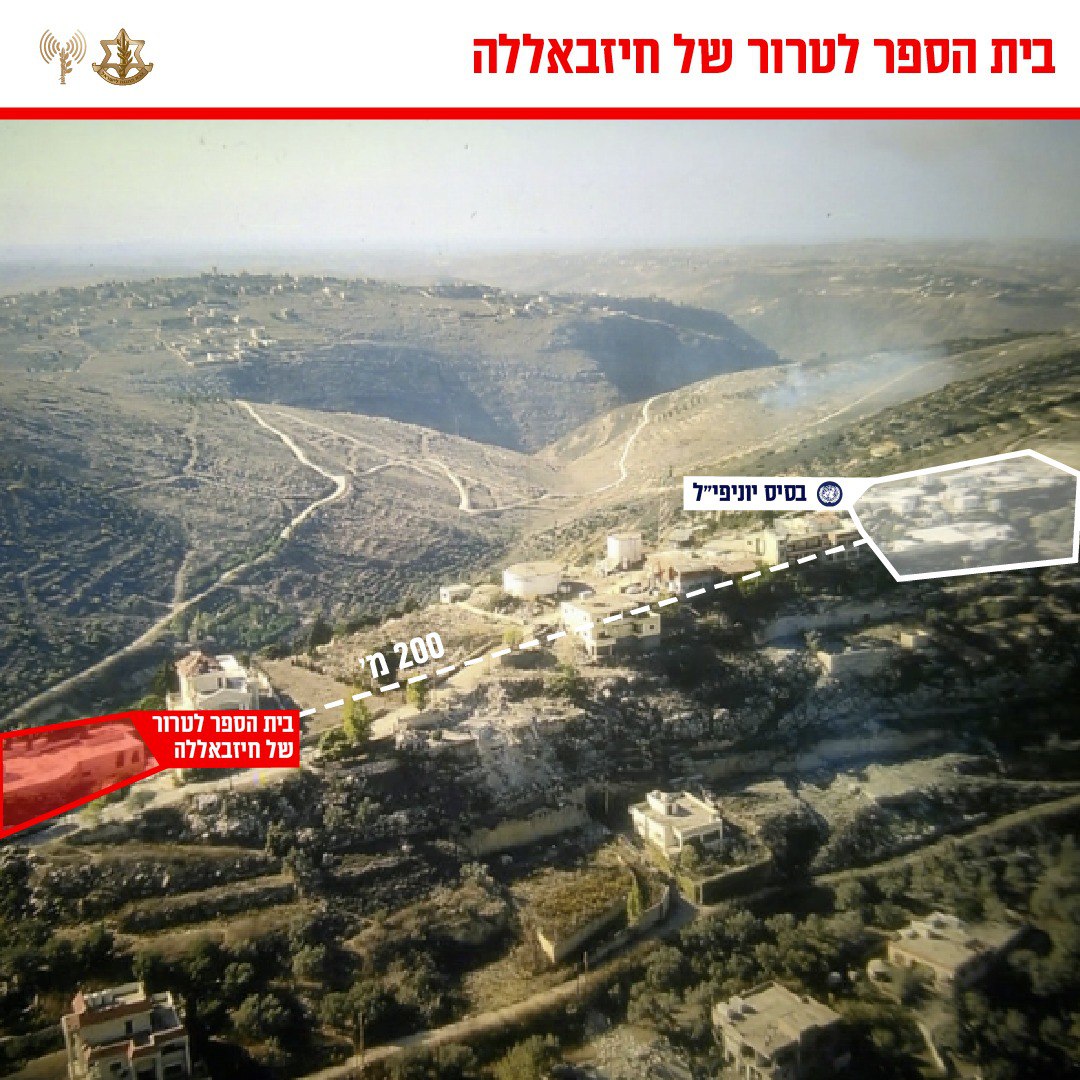 בית הספר לטרור של חיזבאללה
בסיס יוניפי״ל
200 מ'
בית הספר לטרור
של חיזבאללה